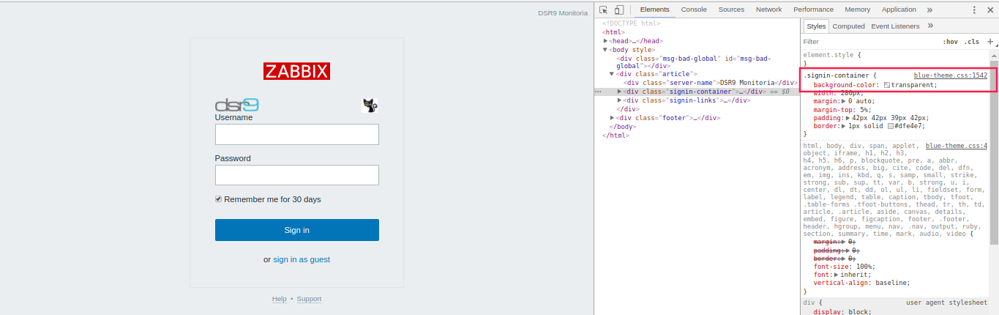 DSR9 Monitoria
ZABBIX
dsr9
Username
Password
Remember me for 30 days
Sign in
or sign in as guest
Help • Support
Elements Console Sources Network Performance Memory Application »
<!DOCTYPE html>
<html>
▶<head>…</head>
▼<body style>
<div class="msg-bad-global" id="msg-bad-
global"></div>
▼<div class="article">
<div class="server-name">DSR9 Monitoria</div>
… ▶<div class="signin-container">…</div> == $0
▶<div class="signin-links">…</div>
</div>
▶<div class="footer">…</div>
</body>
</html>
Styles Computed Event Listeners »
Filter :hov .cls +
element.style {
}
.signin-container { blue-theme.css:1542
background-color: transparent;
width: 286px;
margin:▶ 0 auto;
margin-top: 5%;
padding:▶ 42px 42px 39px 42px;
border:▶ 1px solid #dfe4e7;
}
html, body, div, span, applet, blue-theme.css:4
object, iframe, h1, h2, h3,
h4, h5, h6, p, blockquote, pre, a, abbr,
acronym, address, big, cite, code, del, dfn,
em, img, ins, kbd, q, s, samp, small, strike,
strong, sub, sup, tt, var, b, strong, u, i,
center, dl, dt, dd, ol, ul, li, fieldset, form,
label, legend, table, caption, tbody, tfoot,
.table-forms .tfoot-buttons, thead, tr, th, td,
article, .article, aside, canvas, details,
embed, figure, figcaption, footer, .footer,
header, hgroup, menu, nav, .nav, output, ruby,
section, summary, time, mark, audio, video {
margin:▶ 0;
padding:▶ 0;
border:▶ 0;
font-size: 100%;
font:▶ inherit;
vertical-align: baseline;
}
div { user agent stylesheet
display: block;